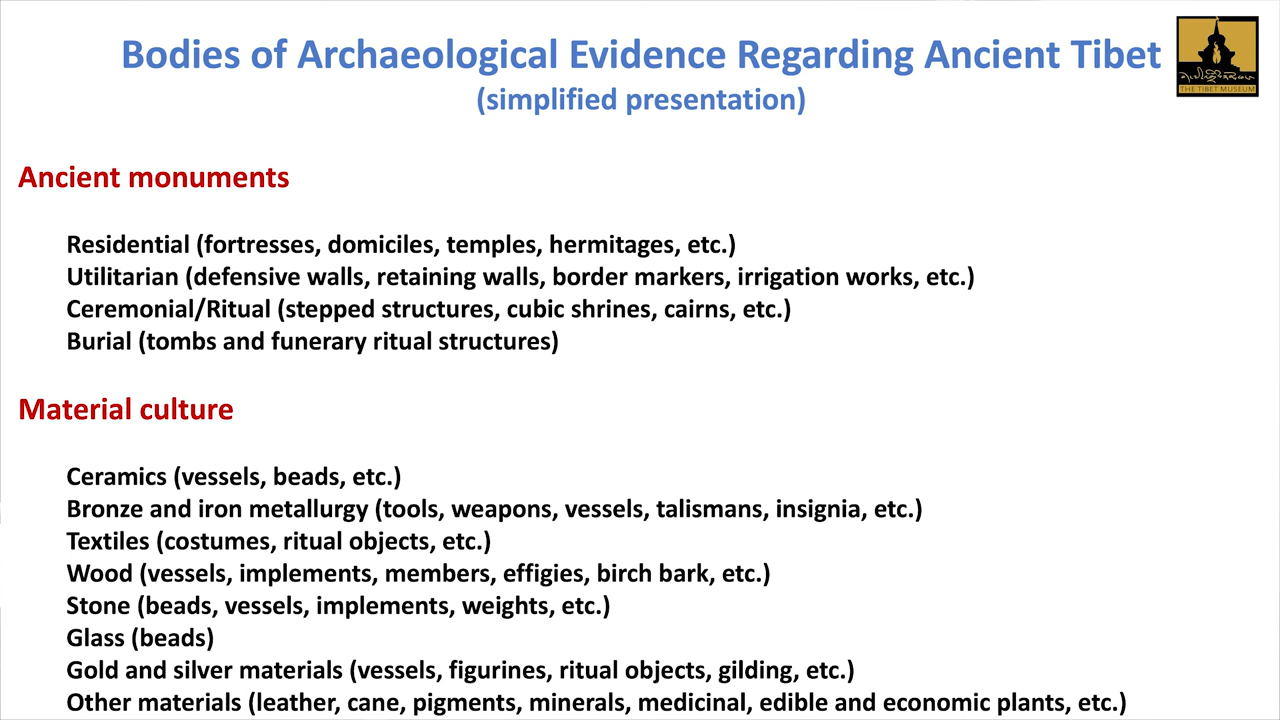 Bodies of Archaeological Evidence Regarding Ancient Tibet
(simplified presentation)
THE TIBET MUSEUM
Ancient monuments
Residential (fortresses, domiciles, temples, hermitages, etc.)
Utilitarian (defensive walls, retaining walls, border markers, irrigation works, etc.)
Ceremonial/Ritual (stepped structures, cubic shrines, cairns, etc.)
Burial (tombs and funerary ritual structures)
Material culture
Ceramics (vessels, beads, etc.)
Bronze and iron metallurgy (tools, weapons, vessels, talismans, insignia, etc.)
Textiles (costumes, ritual objects, etc.)
Wood (vessels, implements, members, effigies, birch bark, etc.)
Stone (beads, vessels, implements, weights, etc.)
Glass (beads)
Gold and silver materials (vessels, figurines, ritual objects, gilding, etc.)
Other materials (leather, cane, pigments, minerals, medicinal, edible and economic plants, etc.)